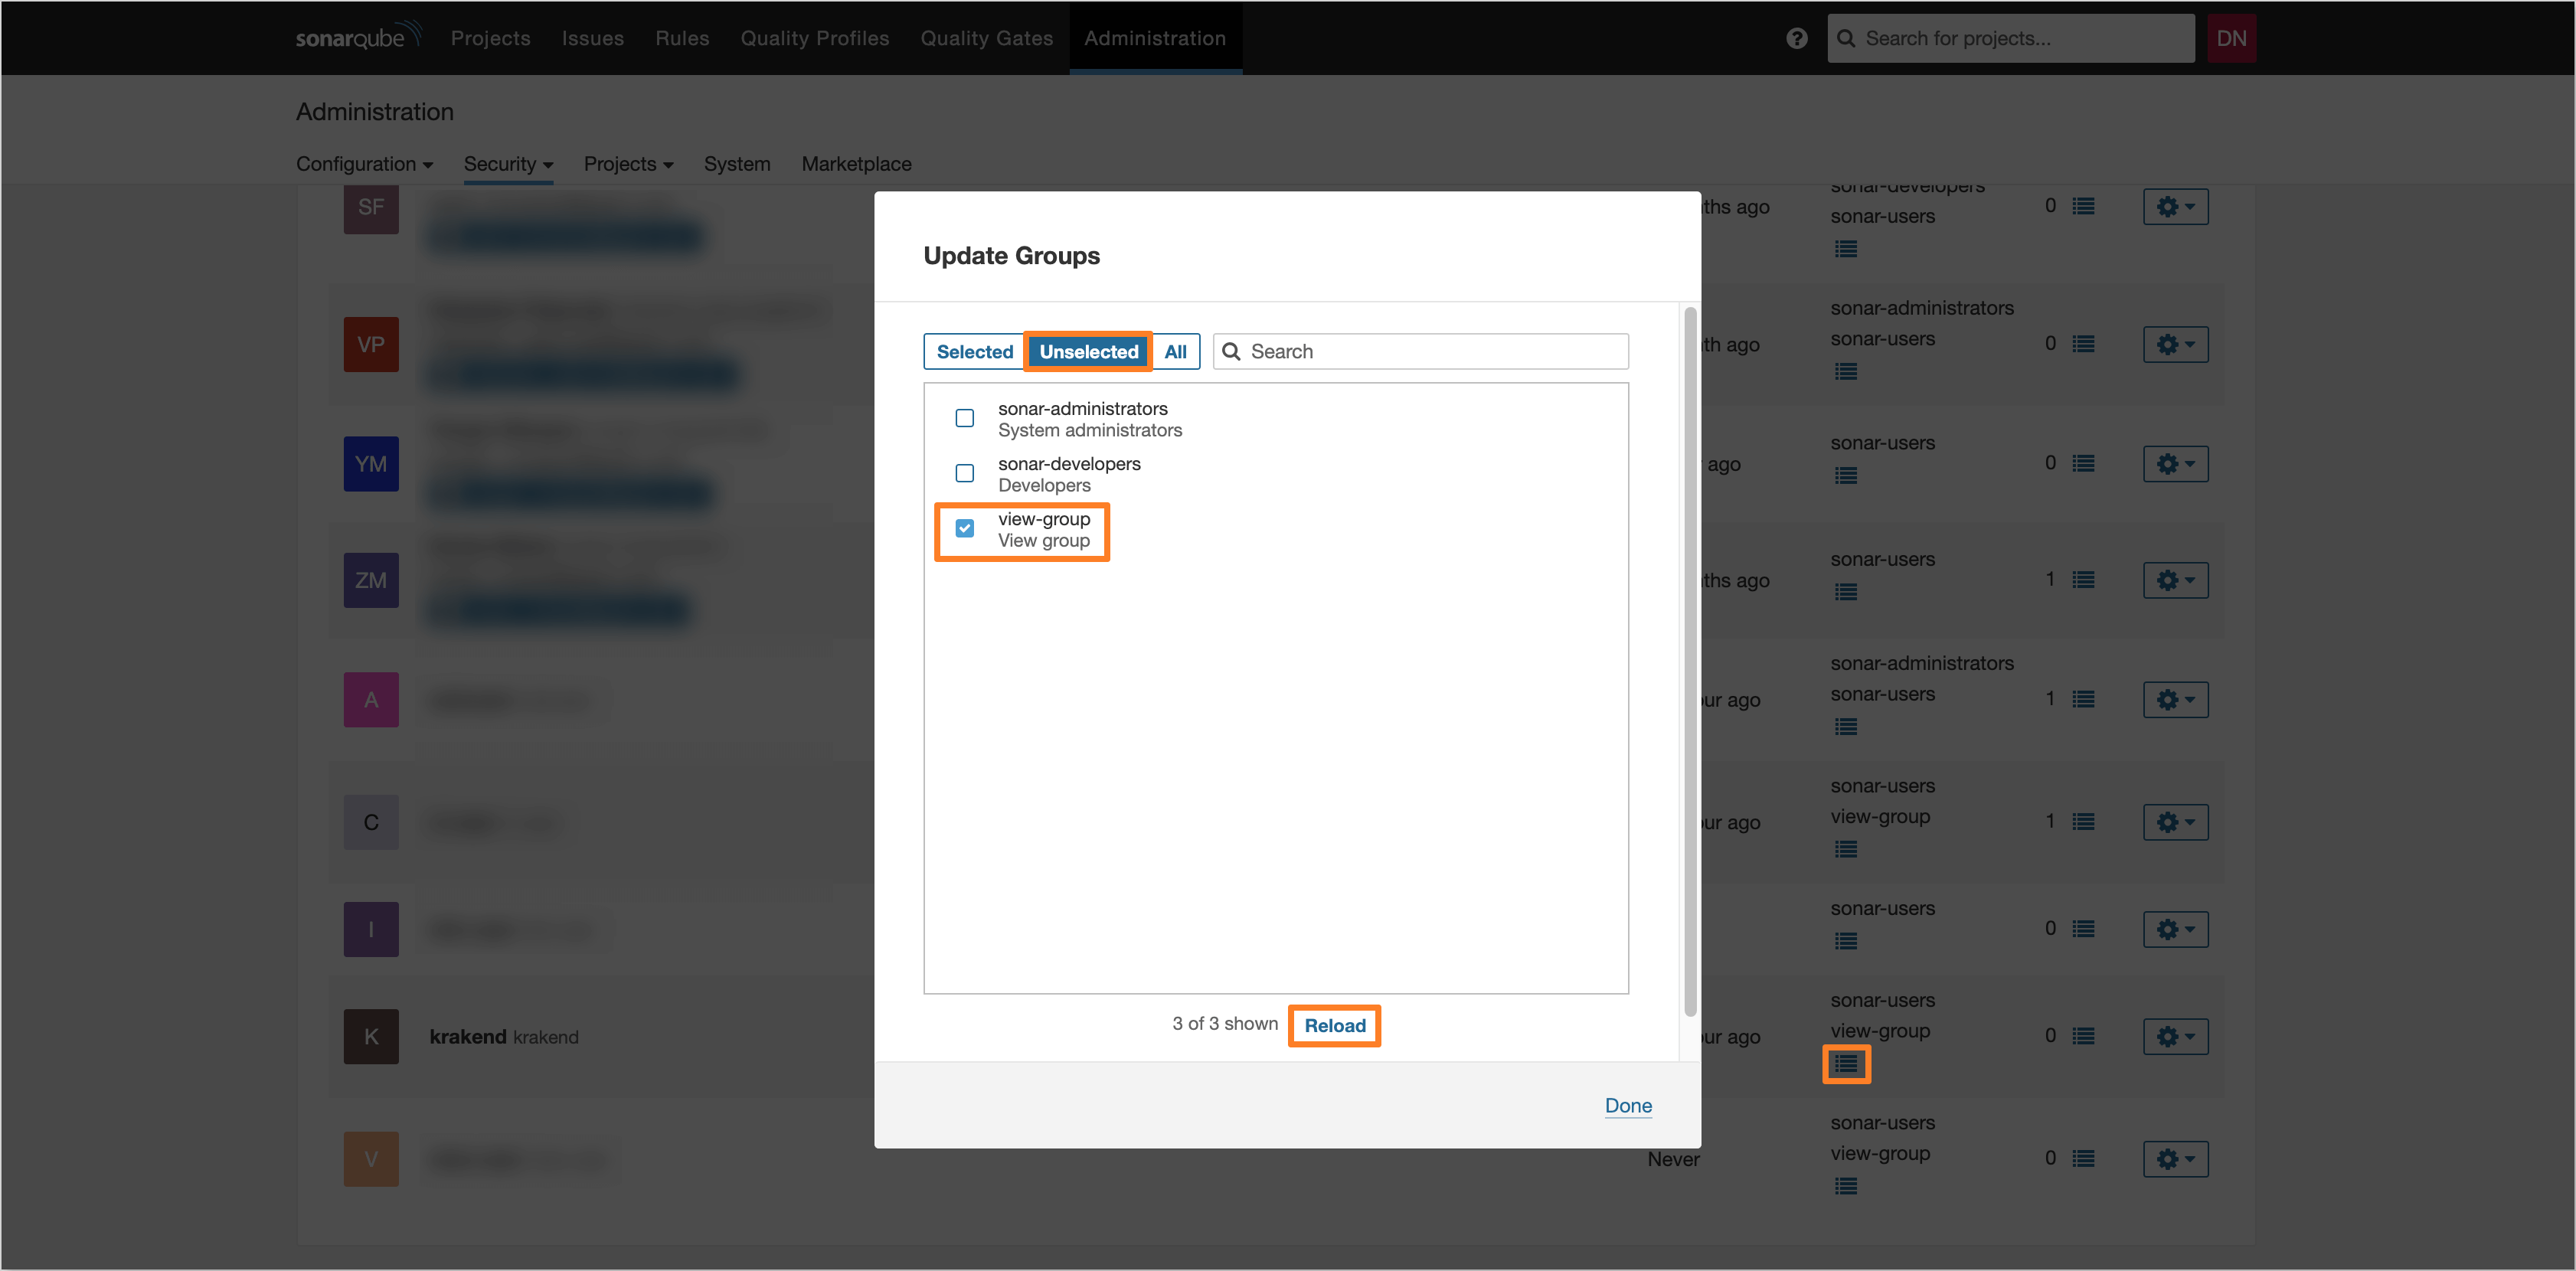 sonarqube Projects Issues Rules Quality Profiles Quality Gates Administration Search for projects... DN
Administration
Configuration Security Projects System Marketplace
SF
ths ago
sonar-developers
sonar-users
0
VP
th ago
sonar-administrators
sonar-users
0
YM
ago
sonar-users
0
ZM
ths ago
sonar-users
1
A
our ago
sonar-administrators
sonar-users
1
C
our ago
sonar-users
view-group
1
I
sonar-users
0
K
krakend krakend
our ago
sonar-users
view-group
0
V
Never
sonar-users
view-group
0
Update Groups
Selected Unselected All Search
sonar-administrators
System administrators
sonar-developers
Developers
view-group
View group
3 of 3 shown Reload
Done